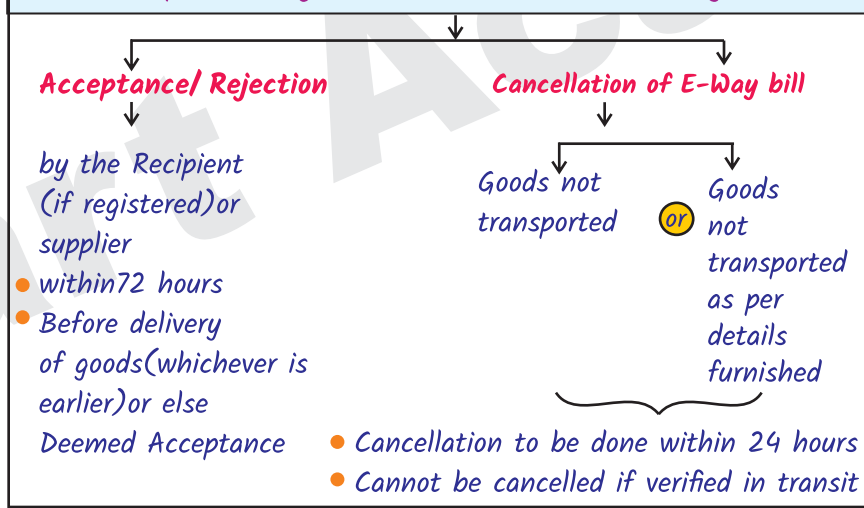 Acceptance/ Rejection
by the Recipient
(if registered)or
supplier
within72 hours
Before delivery
of goods(whichever is
earlier)or else
Deemed Acceptance
Cancellation of E-Way bill
Goods not
transported
or
Goods
not
transported
as per
details
furnished
Cancellation to be done within 24 hours
Cannot be cancelled if verified in transit